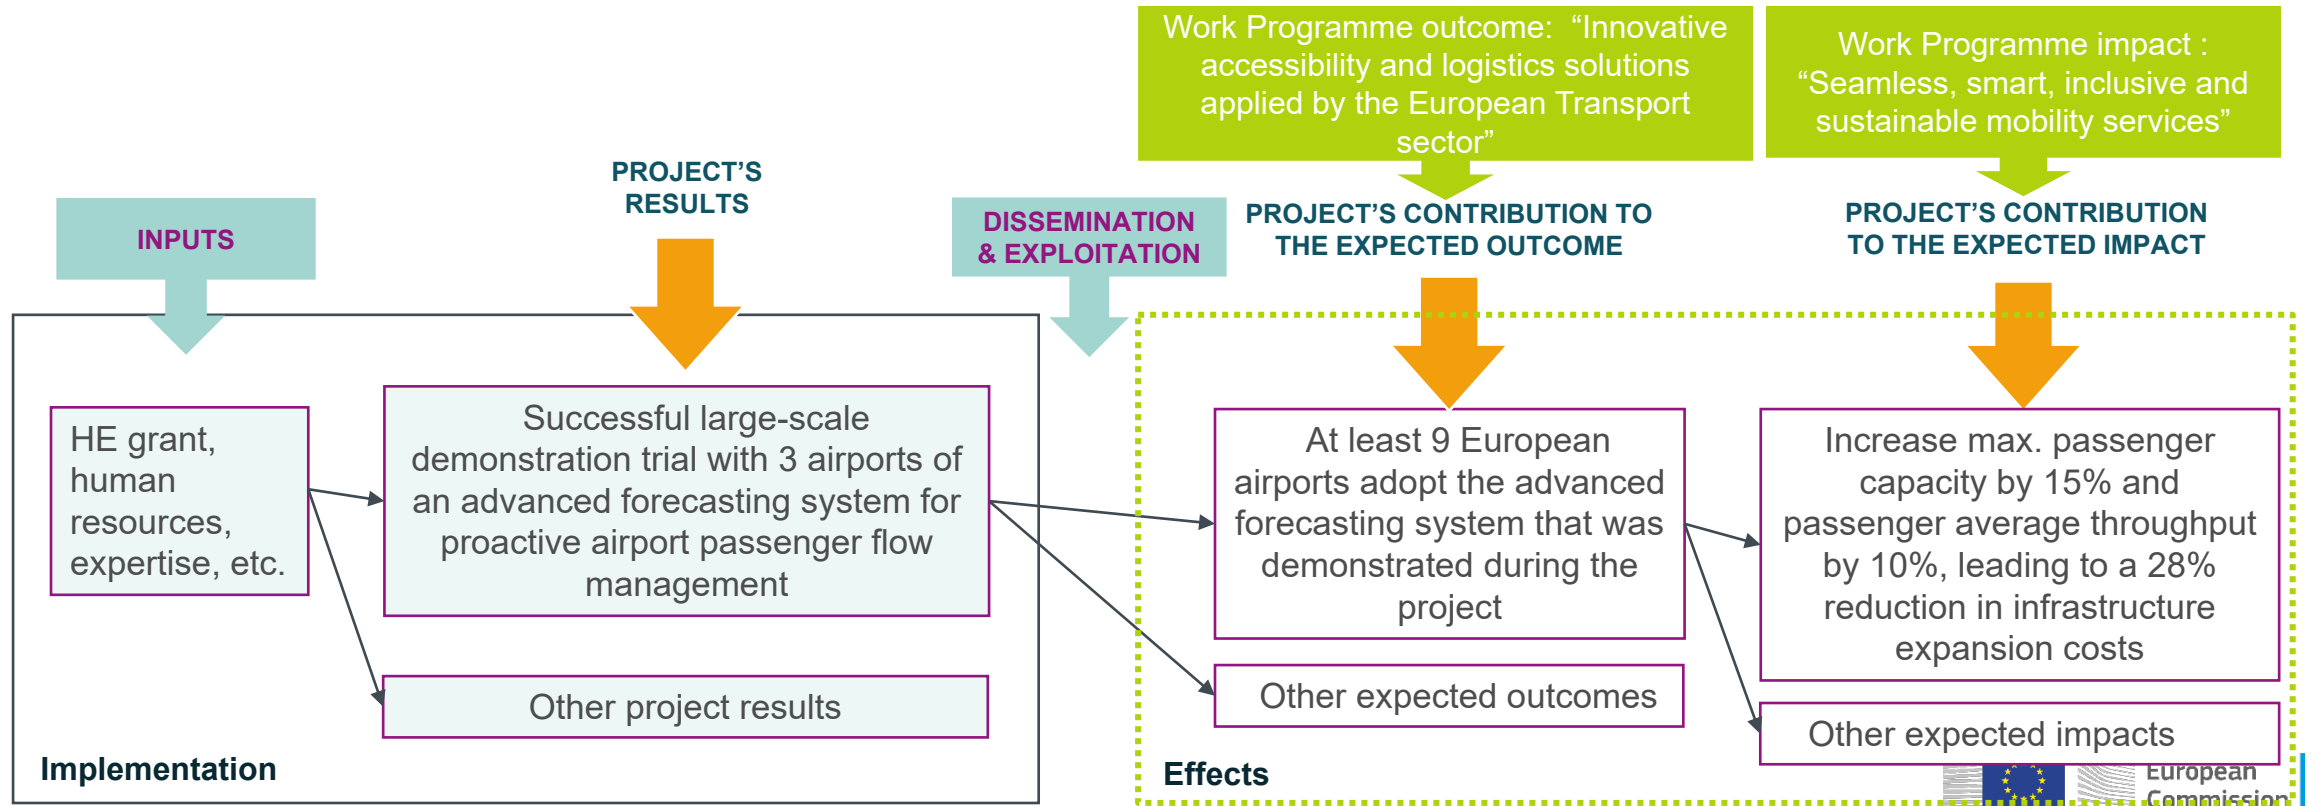 Work Programme outcome:  “Innovative
accessibility and logistics solutions
applied by the European Transport
sector”
Work Programme impact :
“Seamless, smart, inclusive and
sustainable mobility services”
INPUTS
PROJECT’S
RESULTS
DISSEMINATION
& EXPLOITATION
PROJECT’S CONTRIBUTION TO
THE EXPECTED OUTCOME
PROJECT’S CONTRIBUTION
TO THE EXPECTED IMPACT
HE grant,
human
resources,
expertise, etc.
Successful large-scale
demonstration trial with 3 airports of
an advanced forecasting system for
proactive airport passenger flow
management
Other project results
Implementation
At least 9 European
airports adopt the advanced
forecasting system that was
demonstrated during the
project
Other expected outcomes
Increase max. passenger
capacity by 15% and
passenger average throughput
by 10%, leading to a 28%
reduction in infrastructure
expansion costs
Other expected impacts
Effects
European
Commission